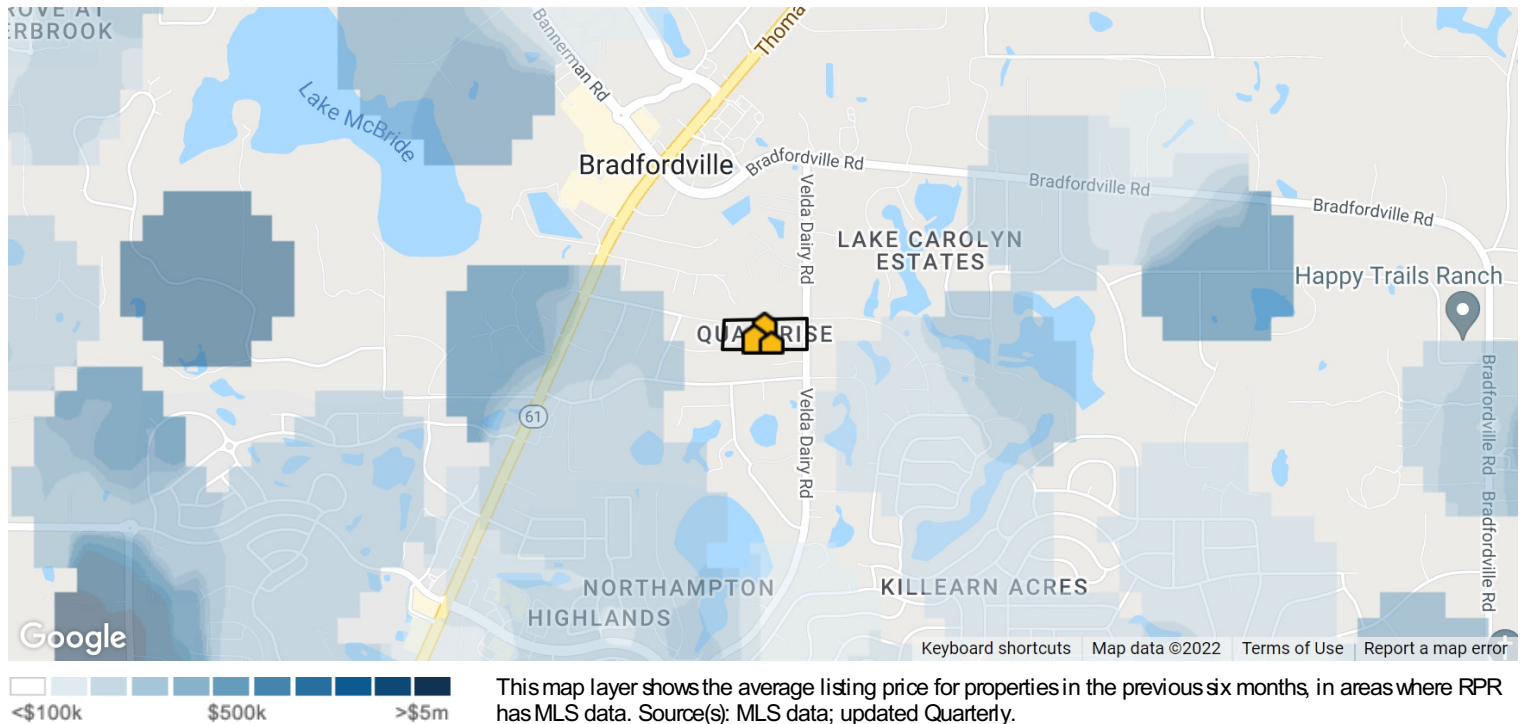 ROVE AT
ERBROOK
Bannerman Rd
Thoma
Lake McBride
Bradfordville
Bradfordville Rd
Velda Dairy Rd
Bradfordville Rd
Bradfordville Rd
LAKE CAROLYN
ESTATES
Happy Trails Ranch
QUA RISE
61
Velda Dairy Rd
Bradfordville Rd
Bradfordville Rd
NORTHAMPTON
KILLEARN ACRES
HIGHLANDS
Google
Keyboard shortcuts Map data ©2022 Terms of Use Report a map error
<$100k $500k >$5m
This map layer shows the average listing price for properties in the previous six months, in areas where RPR
has MLS data. Source(s): MLS data; updated Quarterly.